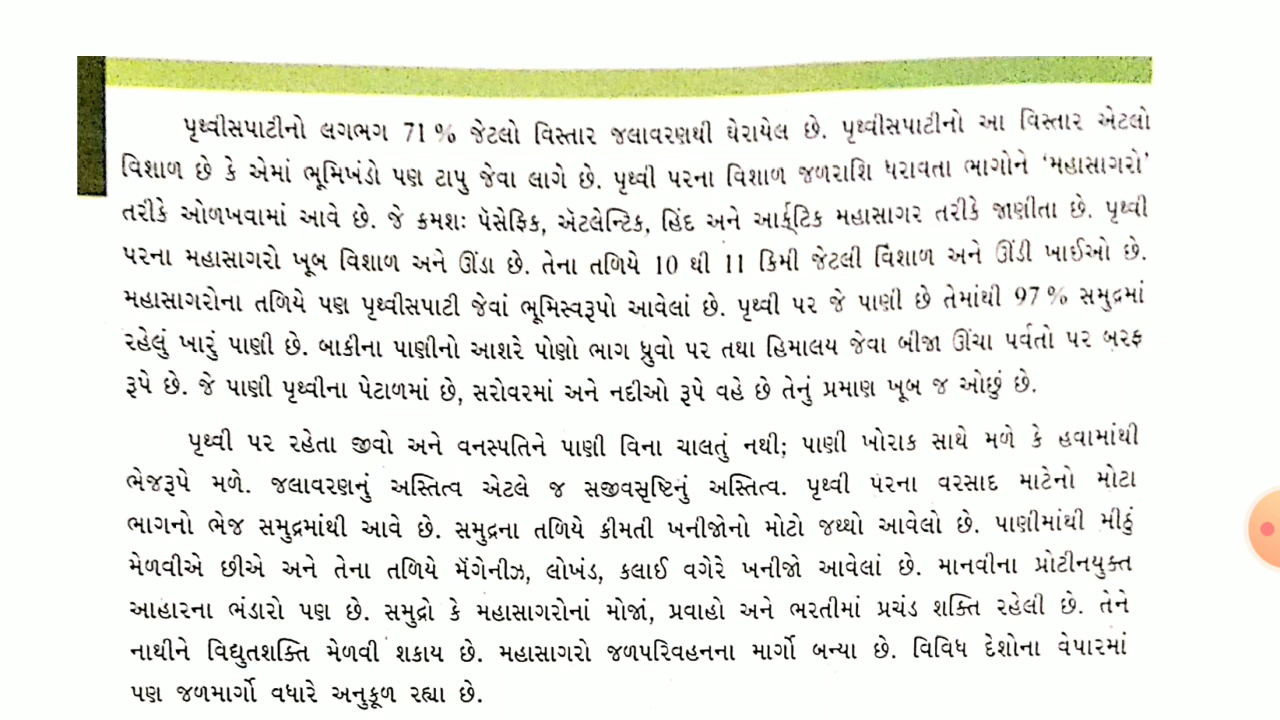 પૃથ્વીસપાટીનો લગભગ 71 % જેટલો વિસ્તાર જલાવરણથી ઘેરાયેલ છે. પૃથ્વીસપાટીનો આ વિસ્તાર એટલો
વિશાળ છે કે એમાં ભૂમિખંડો પણ ટાપુ જેવા લાગે છે. પૃથ્વી પરના વિશાળ જળરાશિ ધરાવતા ભાગોને ‘મહાસાગરો’
તરીકે ઓળખવામાં આવે છે. જે ક્રમશઃ પૅસેફિક, ઍટલેન્ટિક, હિંદ અને આર્ક્ટિક મહાસાગર તરીકે જાણીતા છે. પૃથ્વી
પરના મહાસાગરો ખૂબ વિશાળ અને ઊંડા છે. તેના તળિયે 10 થી 11 કિમી જેટલી વિશાળ અને ઊંડી ખાઈઓ છે.
મહાસાગરોના તળિયે પણ પૃથ્વીસપાટી જેવાં ભૂમિસ્વરૂપો આવેલાં છે. પૃથ્વી પર જે પાણી છે તેમાંથી 97 % સમુદ્રમાં
રહેલું ખારું પાણી છે. બાકીના પાણીનો આશરે પોણો ભાગ ધ્રુવો પર તથા હિમાલય જેવા બીજા ઊંચા પર્વતો પર બરફ
રૂપે છે. જે પાણી પૃથ્વીના પેટાળમાં છે, સરોવરમાં અને નદીઓ રૂપે વહે છે તેનું પ્રમાણ ખૂબ જ ઓછું છે.
પૃથ્વી પર રહેતા જીવો અને વનસ્પતિને પાણી વિના ચાલતું નથી; પાણી ખોરાક સાથે મળે કે હવામાંથી
ભેજરૂપે મળે. જલાવરણનું અસ્તિત્વ એટલે જ સજીવસૃષ્ટિનું અસ્તિત્વ. પૃથ્વી પરના વરસાદ માટેનો મોટા
ભાગનો ભેજ સમુદ્રમાંથી આવે છે. સમુદ્રના તળિયે કીમતી ખનીજોનો મોટો જથ્થો આવેલો છે. પાણીમાંથી મીઠું
મેળવીએ છીએ અને તેના તળિયે મૅંગેનીઝ, લોખંડ, કલાઈ વગેરે ખનીજો આવેલાં છે. માનવીના પ્રોટીનયુક્ત
આહારના ભંડારો પણ છે. સમુદ્રો કે મહાસાગરોનાં મોજાં, પ્રવાહો અને ભરતીમાં પ્રચંડ શક્તિ રહેલી છે. તેને
નાથીને વિદ્યુતશક્તિ મેળવી શકાય છે. મહાસાગરો જળપરિવહનના માર્ગો બન્યા છે. વિવિધ દેશોના વેપારમાં
પણ જળમાર્ગો વધારે અનુકૂળ રહ્યા છે.